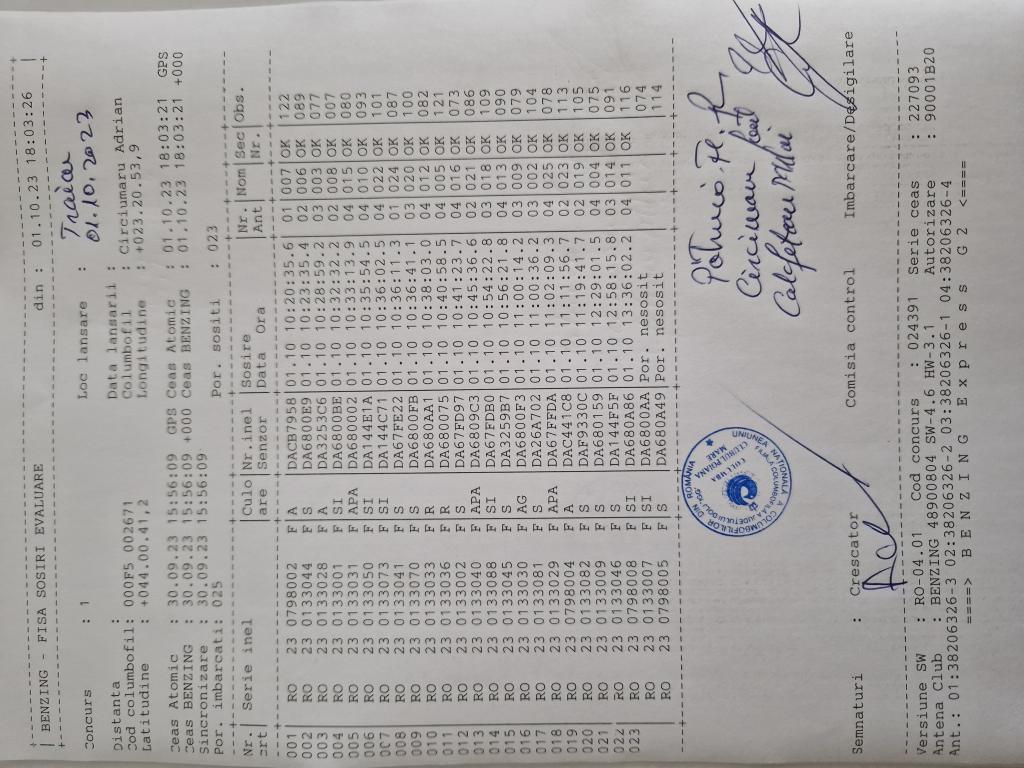 BENZING - FISA SOSIRI EVALUARE din : 01.10.23 18:03:26
Concurs : 1 Loc lansare : Traica
Data lansarii : 01.10.2023
Distanta :
Cod columbofil: 000F5 002671 Columbofil : Circiumaru Adrian
Latitudine : +044.00.41,2 Longitudine : +023.20.53,9
Ceas Atomic : 30.09.23 15:56:09 GPS Ceas Atomic : 01.10.23 18:03:21 GPS
Ceas BENZING : 30.09.23 15:56:09 +000 Ceas BENZING : 01.10.23 18:03:21 +000
Sincronizare : 30.09.23 15:56:09
Por. imbarcati: 025 Por. sositi : 023
Nr. | Serie inel |Culo|Nr.inel |Sosire |Nr. |Nom|Sec|Obs.
crt| |are |Senzor |Data Ora |Ant | |Nr.|
001 RO 23 0798002 F A DACB7958 01.10 10:20:35.6 01 007 OK 122
002 RO 23 0133044 F S DA6800E9 01.10 10:23:35.4 02 006 OK 089
003 RO 23 0133028 F A DA3253C6 01.10 10:28:59.2 03 003 OK 077
004 RO 23 0133001 F SI DA6800BE 01.10 10:32:32.2 02 008 OK 007
005 RO 23 0133031 F APA DA680002 01.10 10:33:13.9 04 015 OK 080
006 RO 23 0133050 F SI DA144E1A 01.10 10:35:54.5 04 010 OK 093
007 RO 23 0133073 F SI DA144C71 01.10 10:36:02.5 04 022 OK 101
008 RO 23 0133041 F S DA67FE22 01.10 10:36:11.3 01 024 OK 087
009 RO 23 0133070 F S DA6800FB 01.10 10:36:41.1 03 020 OK 100
010 RO 23 0133033 F R DA680AA1 01.10 10:38:03.0 04 012 OK 082
011 RO 23 0133036 F R DA680075 01.10 10:40:58.5 04 005 OK 121
012 RO 23 0133002 F S DA67FD97 01.10 10:41:23.7 04 016 OK 073
013 RO 23 0133040 F APA DA6809C3 01.10 10:45:36.6 02 021 OK 086
014 RO 23 0133088 F SI DA67FDB0 01.10 10:54:22.8 03 018 OK 109
015 RO 23 0133045 F S DA3259B7 01.10 10:56:21.8 04 013 OK 090
016 RO 23 0133030 F AG DA6800F3 01.10 11:00:14.2 03 009 OK 079
017 RO 23 0133081 F S DA26A702 01.10 11:00:36.2 03 002 OK 104
018 RO 23 0133029 F APA DA67FFDA 01.10 11:02:09.3 04 025 OK 078
019 RO 23 0798004 F A DAC441C8 01.10 11:11:56.7 02 023 OK 113
020 RO 23 0133082 F S DAF9330C 01.10 11:19:41.7 02 019 OK 105
021 RO 23 0133009 F S DA680159 01.10 12:29:01.5 04 004 OK 075
022 RO 23 0133046 F S DA144F5F 01.10 12:58:15.8 03 014 OK 091
023 RO 23 0798008 F SI DA680A86 01.10 13:36:02.2 04 011 OK 116
RO 23 0133007 F SI DA6800AA Por. nesosit 074
RO 23 0798005 F S DA680A49 Por. nesosit 114
UNIUNEA NATIONALA A COLUMBOFILILOR DIN ROMANIA
CLUBUL POIANA MARE
COLUMBA
Semnaturi : Crescator Comisia control Imbarcare/Desigilare
Versiune SW : RO-04.01 Cod concurs : 024391 Serie ceas : 227093
Antena Club : BENZING 48900804 SW-4.6 HW-3.1 Autorizare : 90001B20
Ant.: 01:38206326-3 02:38206326-2 03:38206326-1 04:38206326-4
====> B E N Z I N G E x p r e s s G 2 <====